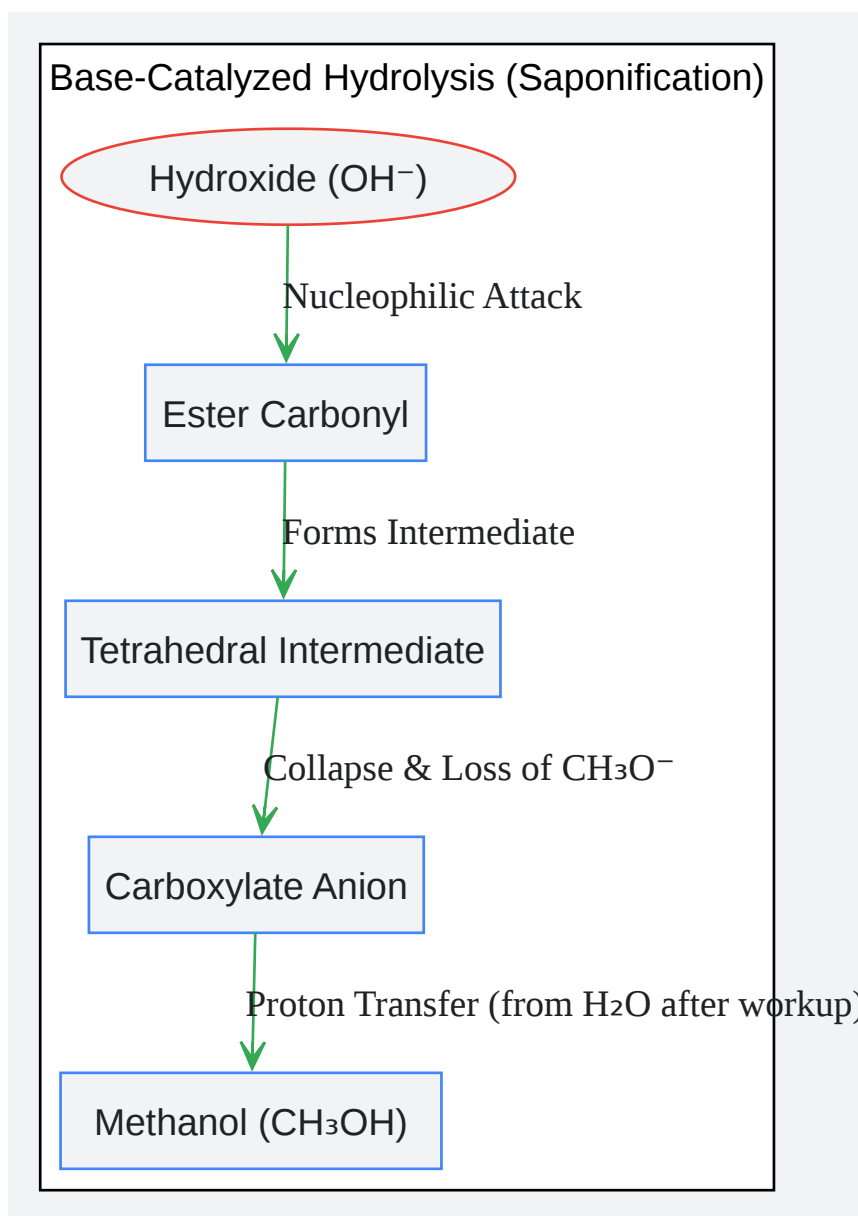 Base-Catalyzed Hydrolysis (Saponification)
Hydroxide (OH⁻)
Nucleophilic Attack
Ester Carbonyl
Forms Intermediate
Tetrahedral Intermediate
Collapse & Loss of CH₃O⁻
Carboxylate Anion
Proton Transfer (from H₂O after workup)
Methanol (CH₃OH)